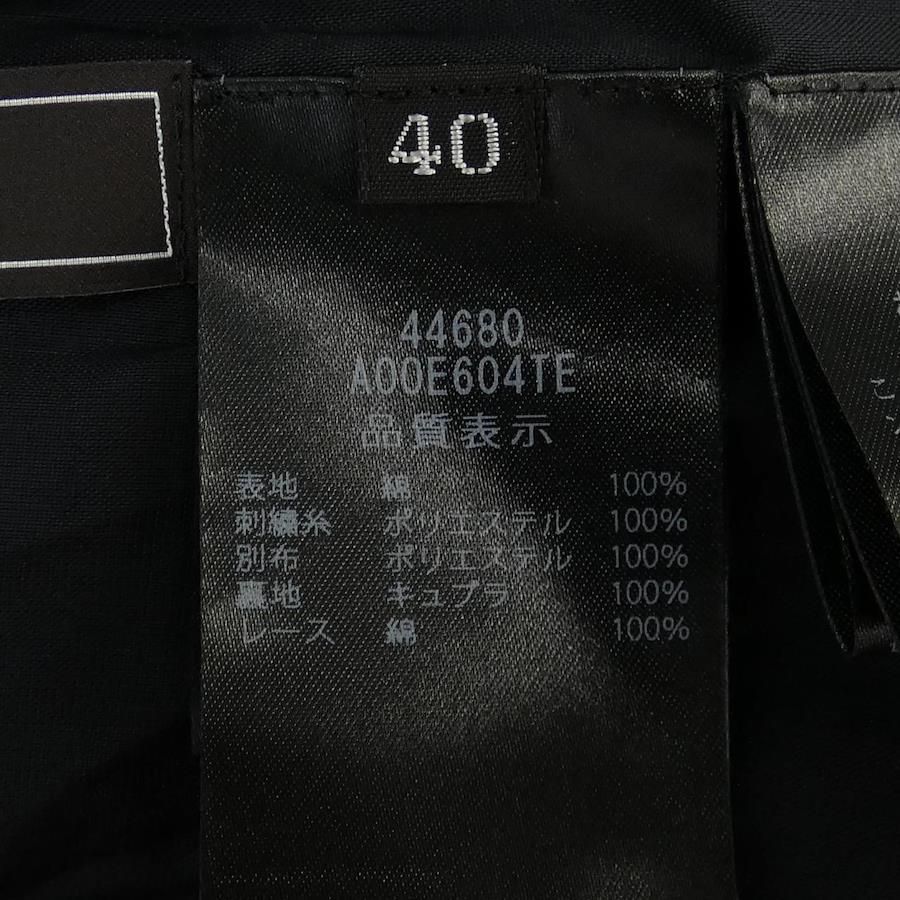 40
44680
A00E604TE
品質表示
表地 綿 100%
刺繍糸 ポリエステル 100%
別布 ポリエステル 100%
裏地 キュプラ 100%
レース 綿 100%